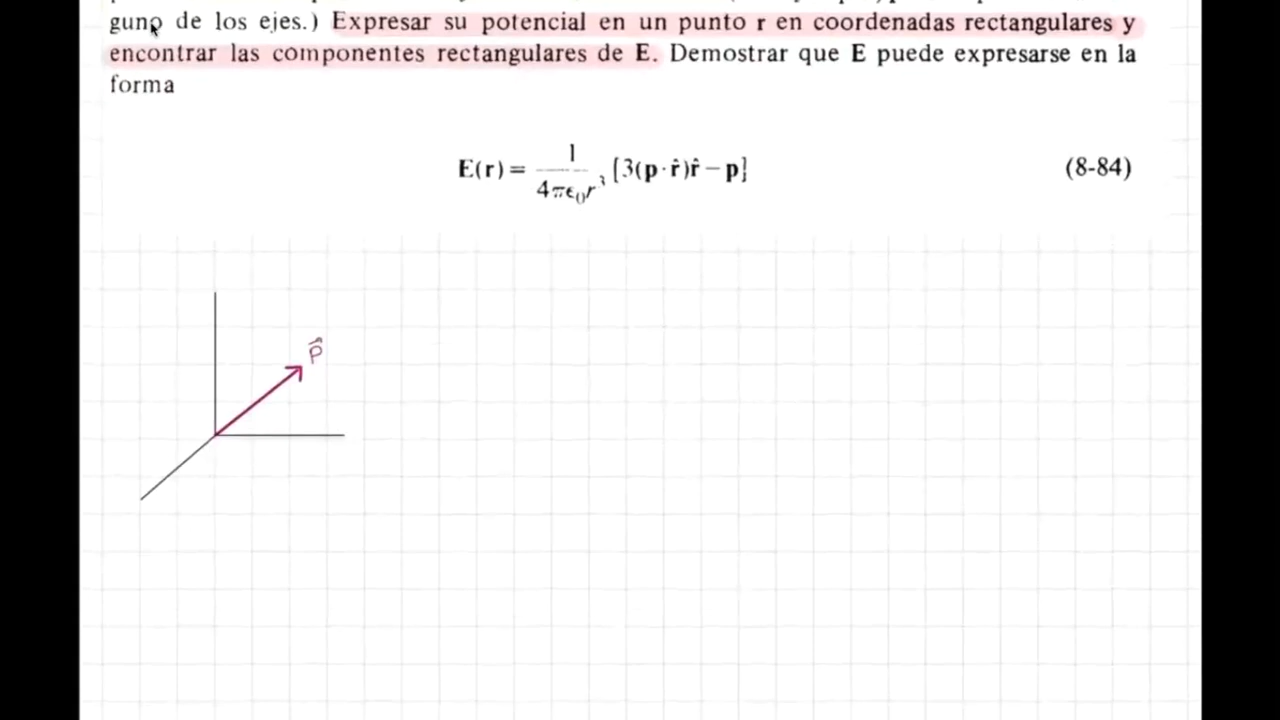 guno de los ejes.) Expresar su potencial en un punto r en coordenadas rectangulares y
encontrar las componentes rectangulares de E. Demostrar que E puede expresarse en la
forma
E(r) = 1/4πϵ₀r³ [3(p · r̂)r̂ − p] (8-84)
p⃗